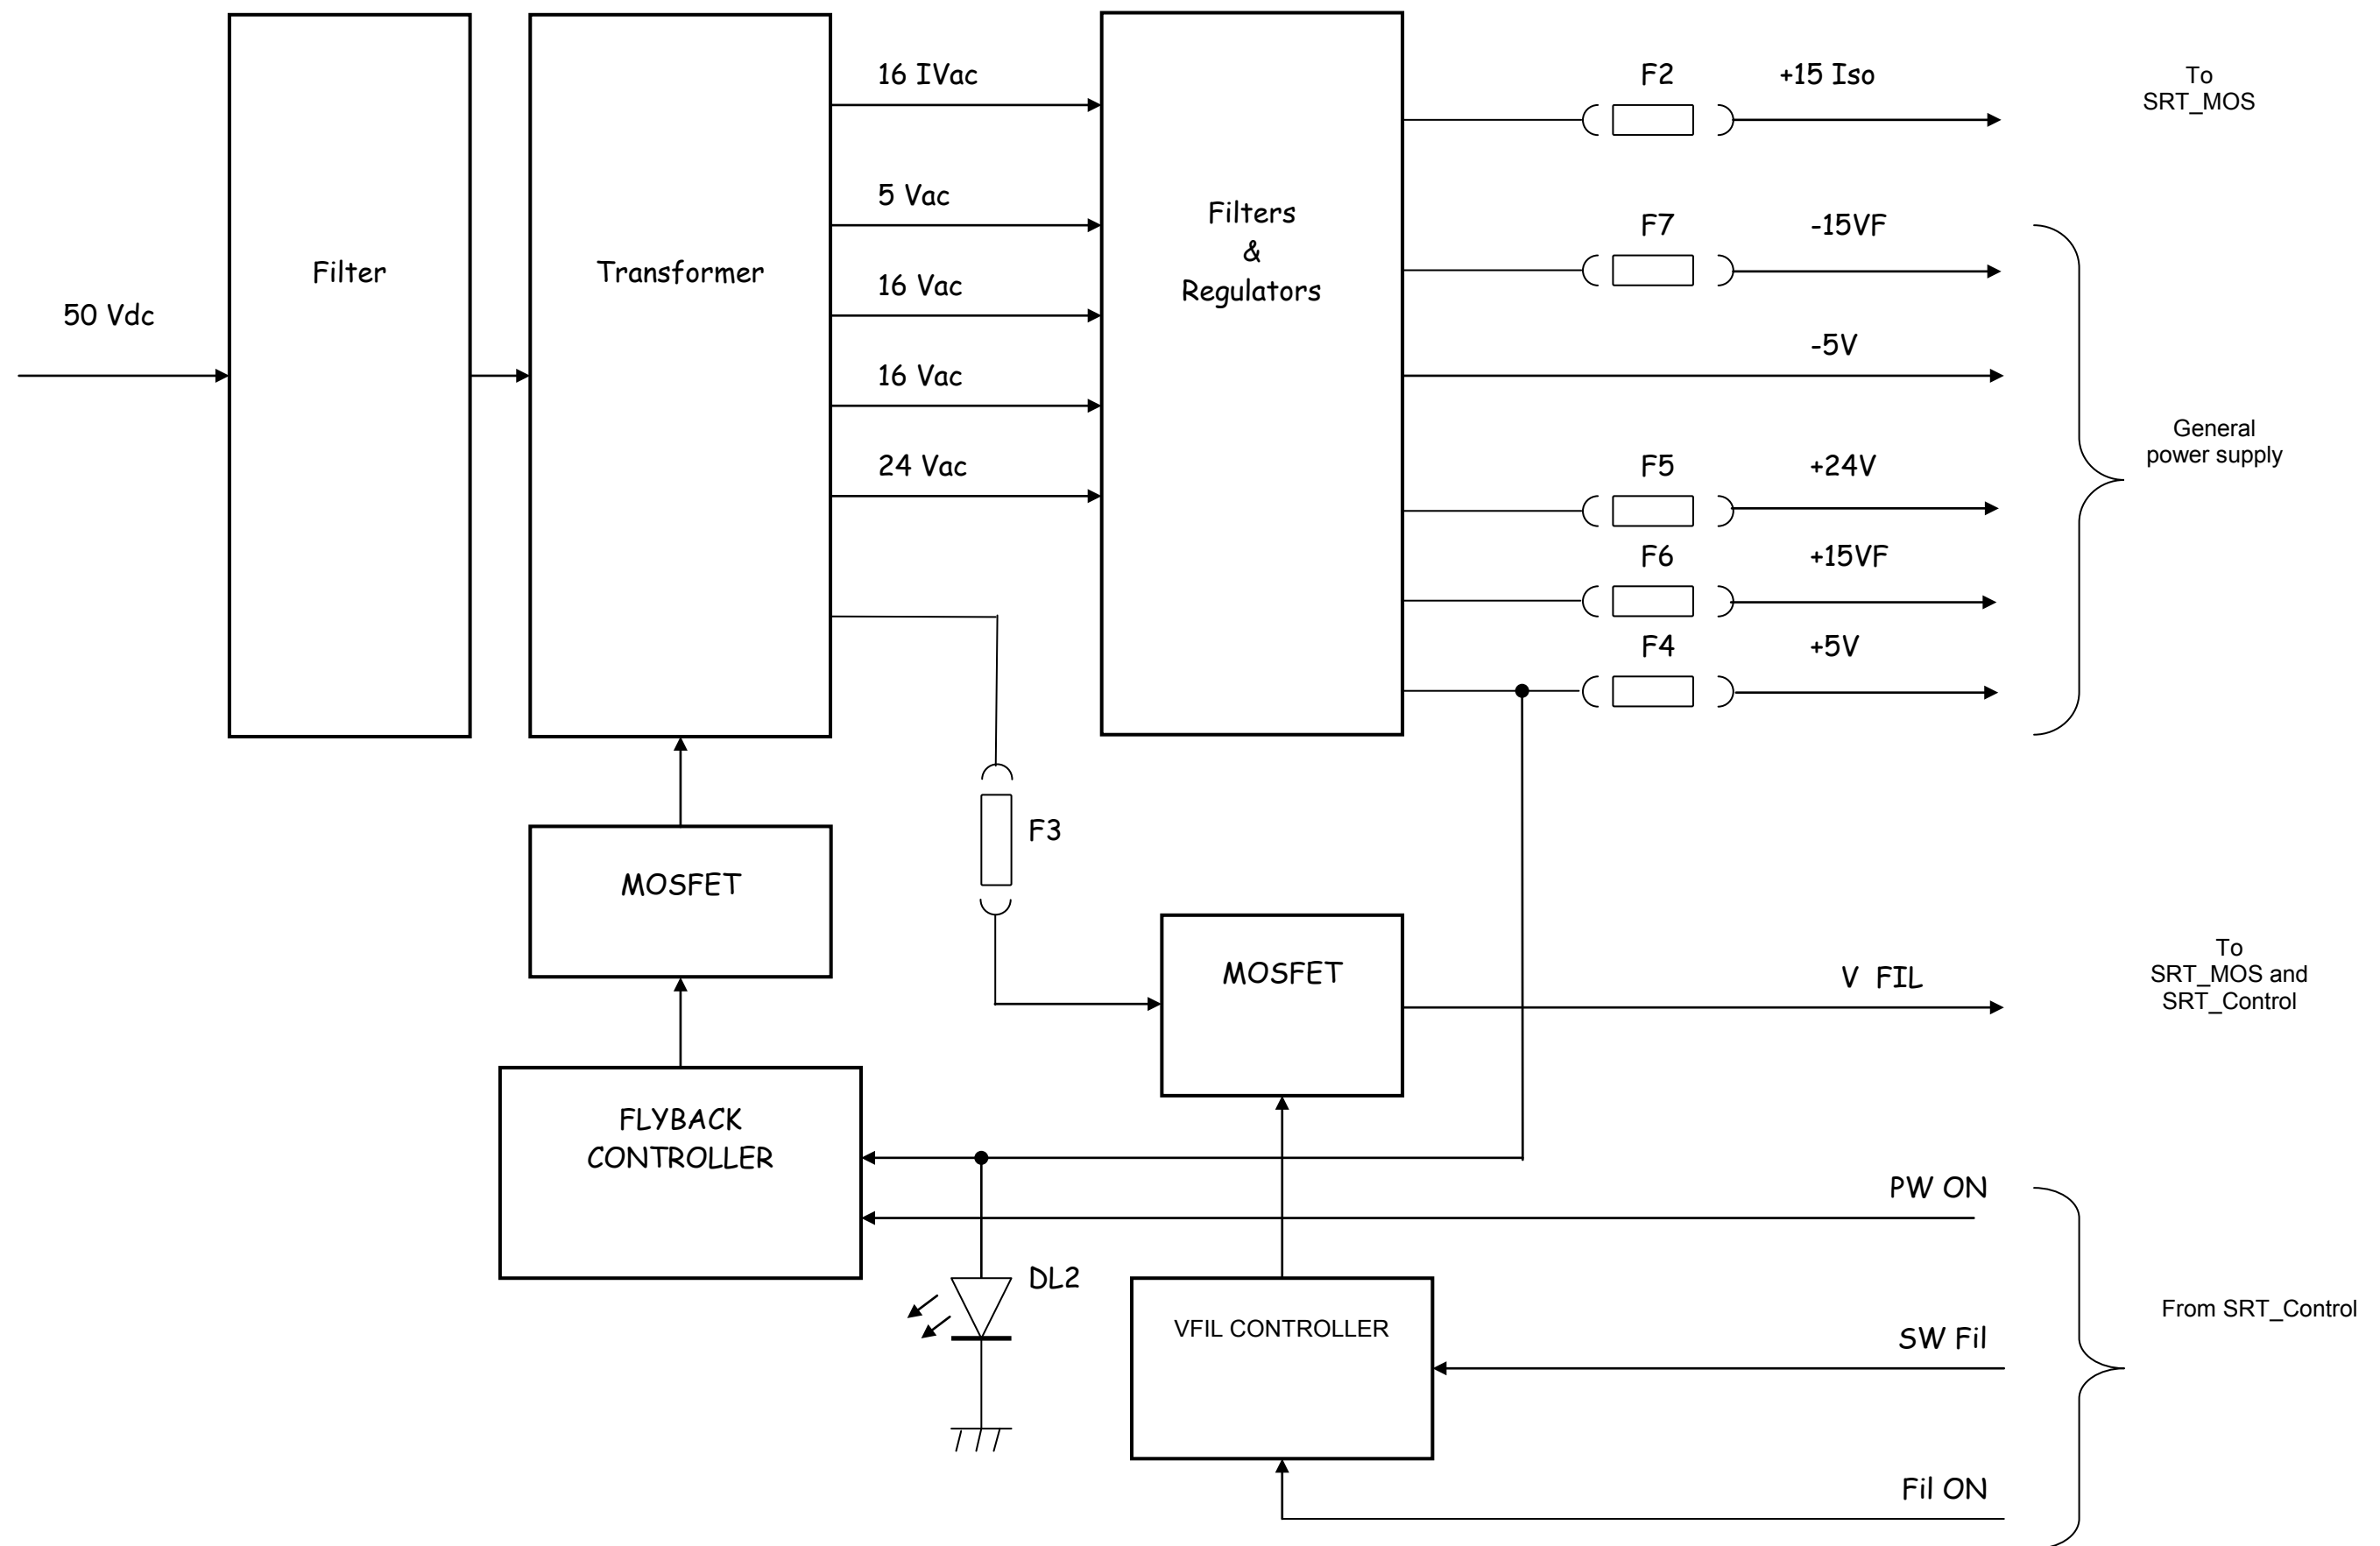 16 IVac
F2
+15 Iso
To
SRT_MOS
5 Vac
Filters
&
Regulators
F7
-15VF
Filter
Transformer
50 Vdc
16 Vac
-5V
16 Vac
General
power supply
24 Vac
F5
+24V
F6
+15VF
F4
+5V
F3
MOSFET
MOSFET
V FIL
To
SRT_MOS and
SRT_Control
FLYBACK
CONTROLLER
PW ON
DL2
VFIL CONTROLLER
From SRT_Control
SW Fil
Fil ON